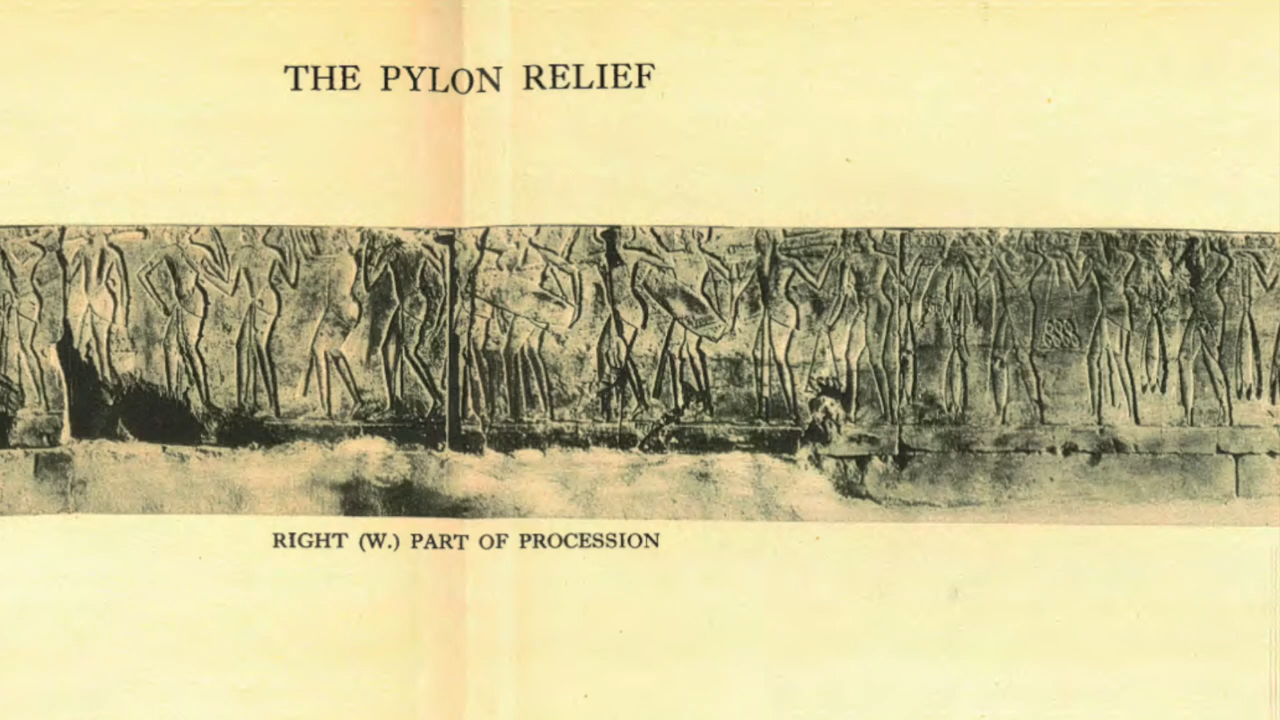 THE PYLON RELIEF
RIGHT (W.) PART OF PROCESSION